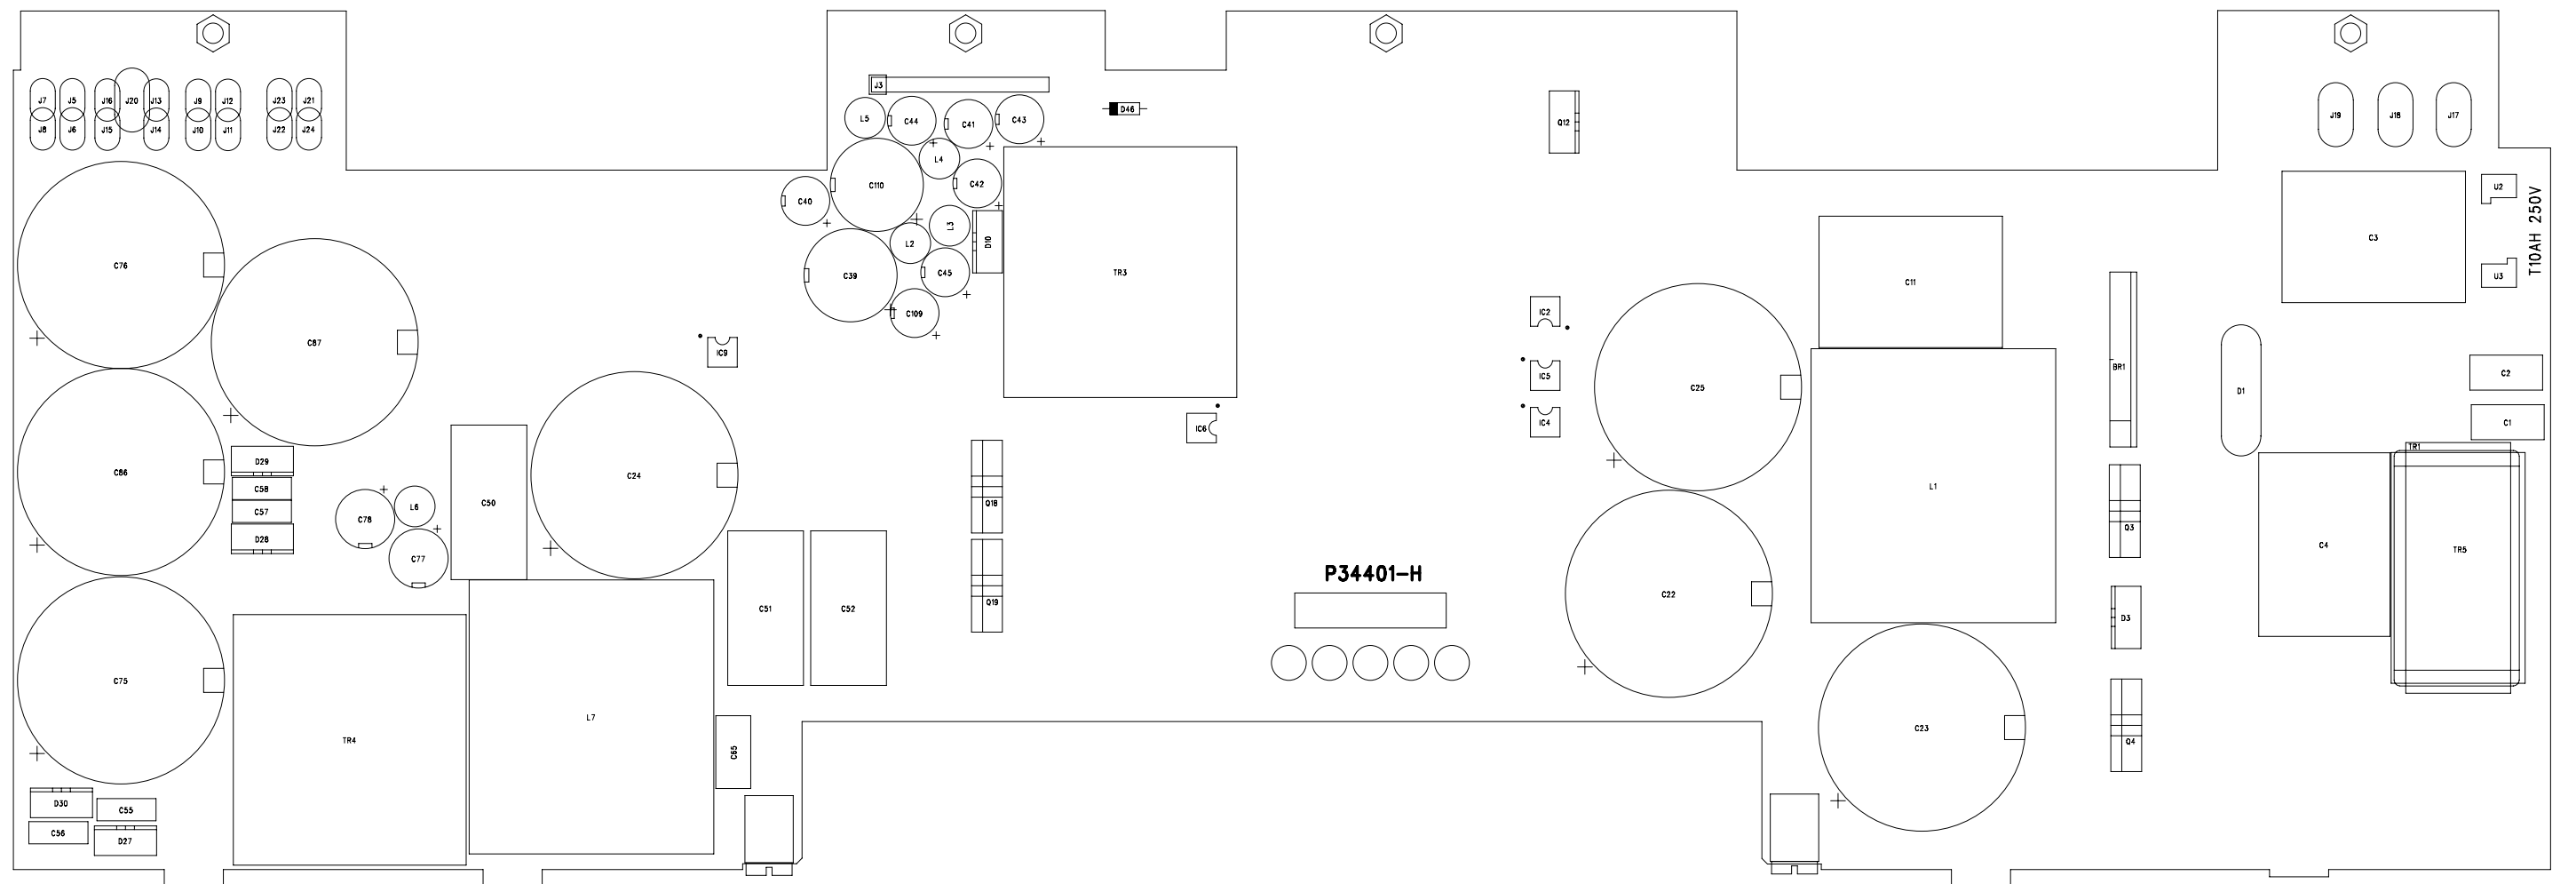 J7 J5 J16 J20 J13 J9 J12 J23 J21
J8 J6 J15 J14 J10 J11 J22 J24
J3
L5 C44 C41 C43
D46
Q12
J19 J18 J17
L4
C110 C42
C40
U2
T10AH 250V
C76
L3
L2
D10
C39 C45
TR3
C3
U3
C11
C109
IC2
C87
IC9
IC5
C25
BR1
C2
D1
IC6
IC4
C1
TR1
D29
C86
C58
C24
C50
L6
C57
C78
Q18
L1
Q3
D28
C77
C4
TR5
P34401-H
C51 C52
Q19
C22
D3
C75
TR4
L7
C65
C23
Q4
D30
C55
C56
D27